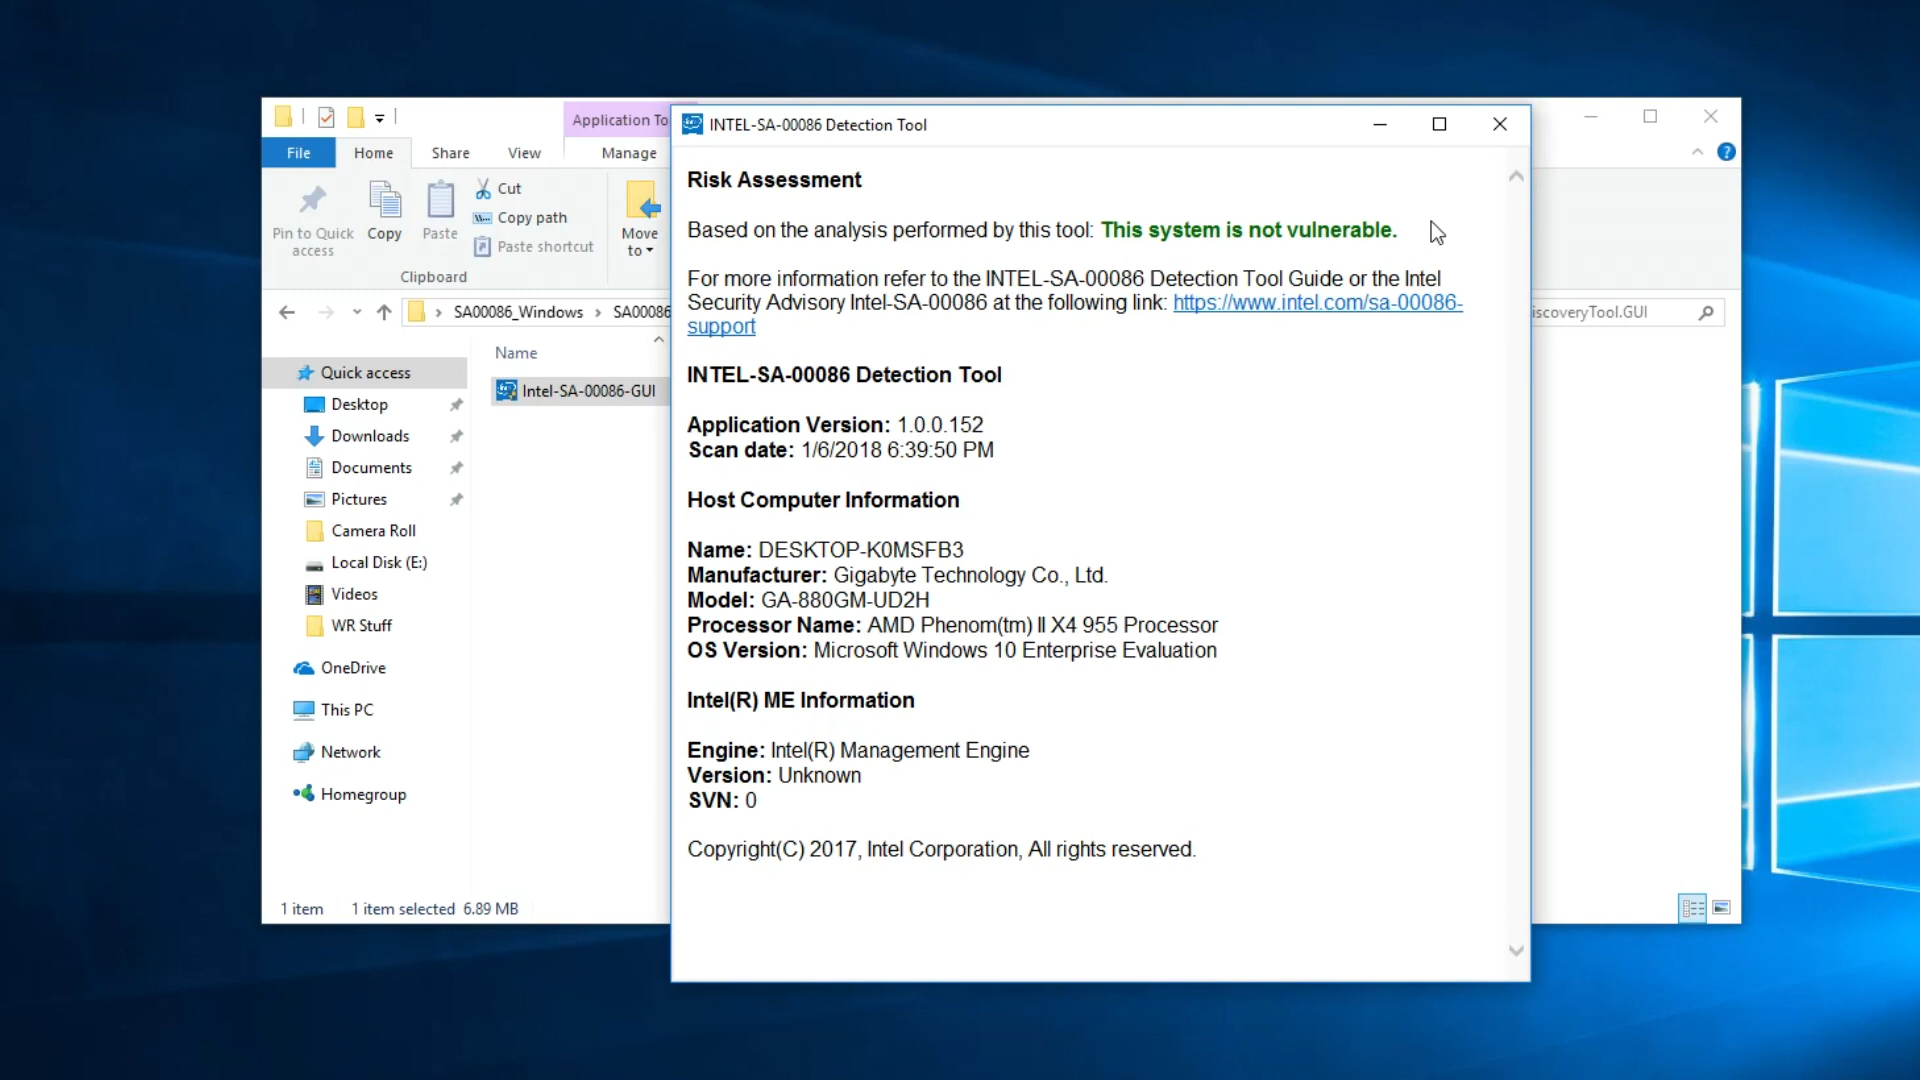 Application To
File
Home
Share
View
Manage
Pin to Quick
access
Copy
Paste
Cut
Copy path
Paste shortcut
Move
to
Clipboard
SA00086_Windows
SA00086
Name
Quick access
Desktop
Downloads
Documents
Pictures
Camera Roll
Local Disk (E:)
Videos
WR Stuff
OneDrive
This PC
Network
Homegroup
Intel-SA-00086-GUI
1 item
1 item selected 6.89 MB
INTEL-SA-00086 Detection Tool
Risk Assessment
Based on the analysis performed by this tool: This system is not vulnerable.
For more information refer to the INTEL-SA-00086 Detection Tool Guide or the Intel
Security Advisory Intel-SA-00086 at the following link: https://www.intel.com/sa-00086-
support
INTEL-SA-00086 Detection Tool
Application Version: 1.0.0.152
Scan date: 1/6/2018 6:39:50 PM
Host Computer Information
Name: DESKTOP-K0MSFB3
Manufacturer: Gigabyte Technology Co., Ltd.
Model: GA-880GM-UD2H
Processor Name: AMD Phenom(tm) II X4 955 Processor
OS Version: Microsoft Windows 10 Enterprise Evaluation
Intel(R) ME Information
Engine: Intel(R) Management Engine
Version: Unknown
SVN: 0
Copyright(C) 2017, Intel Corporation, All rights reserved.
iscoveryTool.GUI